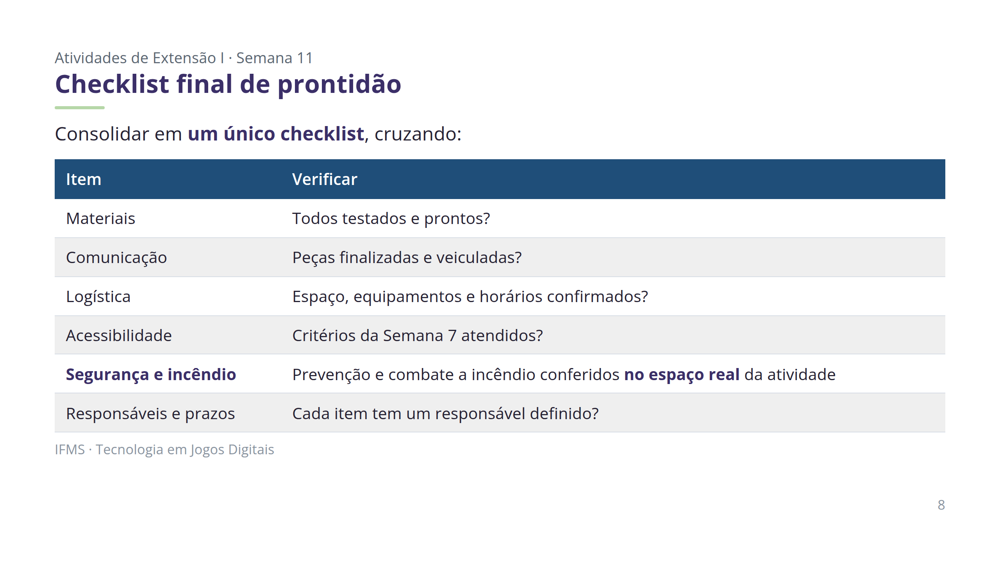 Atividades de Extensão I · Semana 11
Checklist final de prontidão
Consolidar em um único checklist, cruzando:
Item Verificar
Materiais Todos testados e prontos?
Comunicação Peças finalizadas e veiculadas?
Logística Espaço, equipamentos e horários confirmados?
Acessibilidade Critérios da Semana 7 atendidos?
Segurança e incêndio Prevenção e combate a incêndio conferidos no espaço real da atividade
Responsáveis e prazos Cada item tem um responsável definido?
IFMS · Tecnologia em Jogos Digitais
8